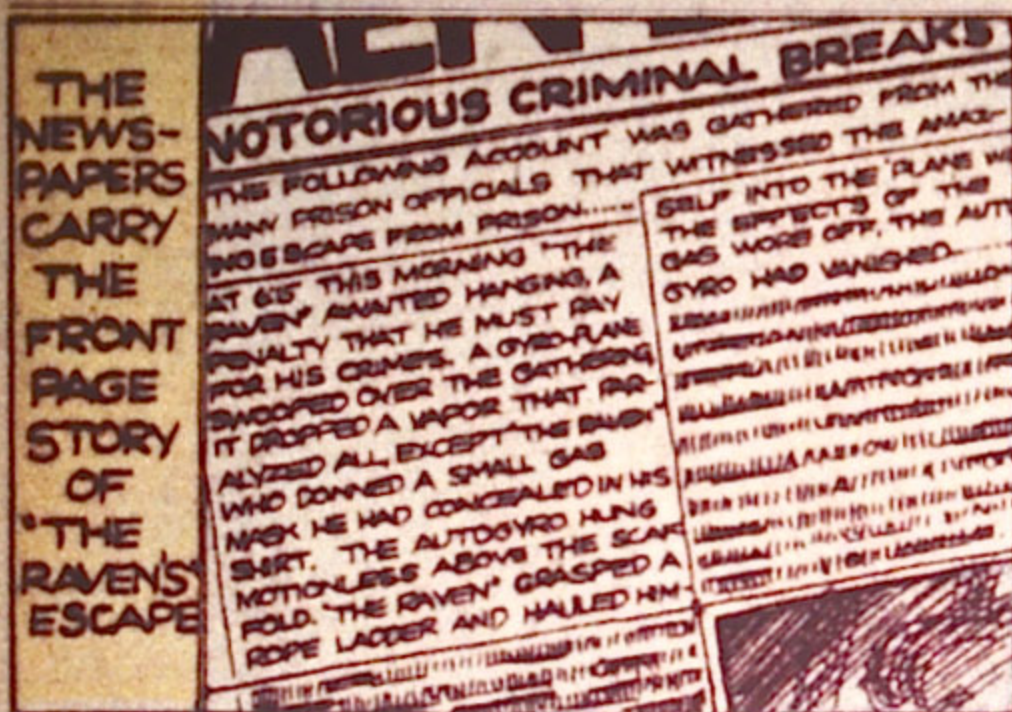 THE
NEWS-
PAPERS
CARRY
THE
FRONT
PAGE
STORY
OF
"THE
RAVEN'S"
ESCAPE
NOTORIOUS CRIMINAL BREAKS
THE FOLLOWING ACCOUNT WAS GATHERED FROM THE
MANY PRISON OFFICIALS THAT WITNESSED THE AMAZ-
ING ESCAPE FROM PRISON.....
AT 6:15 THIS MORNING "THE
RAVEN" AWAITED HANGING, A
PENALTY THAT HE MUST PAY
FOR HIS CRIMES. A GYRO-PLANE
SWOOPED OVER THE GATHERING
IT DROPPED A VAPOR THAT PAR-
ALYZED ALL, EXCEPT "THE RAVEN"
WHO DONNED A SMALL GAS
MASK HE HAD CONCEALED IN HIS
SHIRT. THE AUTOGYRO HUNG
MOTIONLESS ABOVE THE SCAF
FOLD. "THE RAVEN" GRASPED A
ROPE LADDER AND HAULED HIM-
SELF INTO THE PLANE
THE EFFECTS OF THE
GAS WORE OFF, THE AUTO
GYRO HAD VANISHED...